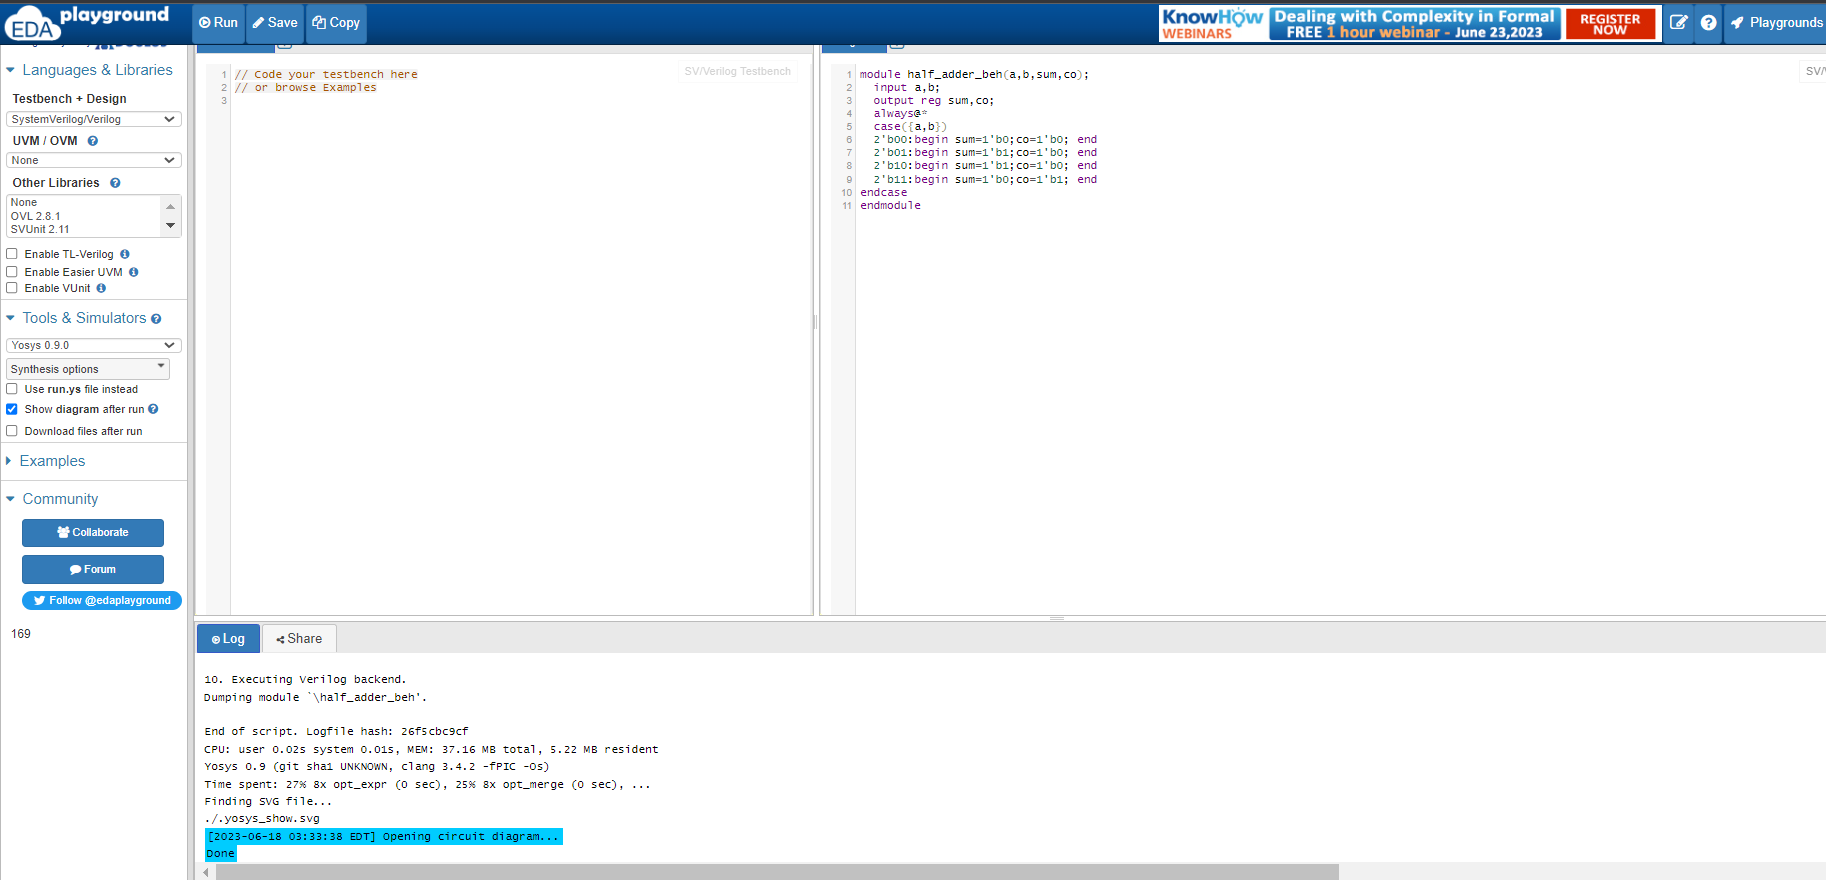 EDA playground
Run
Save
Copy
KnowHow
WEBINARS
Dealing with Complexity in Formal
FREE 1 hour webinar - June 23,2023
REGISTER
NOW
Playgrounds
Languages & Libraries
Testbench + Design
SystemVerilog/Verilog
UVM / OVM
None
Other Libraries
None
OVL 2.8.1
SVUnit 2.11
Enable TL-Verilog
Enable Easier UVM
Enable VUnit
Tools & Simulators
Yosys 0.9.0
Synthesis options
Use run.ys file instead
Show diagram after run
Download files after run
Examples
Community
Collaborate
Forum
Follow @edaplayground
169
SV/Verilog Testbench
1 // Code your testbench here
2 // or browse Examples
3
SV/
1 module half_adder_beh(a,b,sum,co);
2 input a,b;
3 output reg sum,co;
4 always@*
5 case({a,b})
6 2'b00:begin sum=1'b0;co=1'b0; end
7 2'b01:begin sum=1'b1;co=1'b0; end
8 2'b10:begin sum=1'b1;co=1'b0; end
9 2'b11:begin sum=1'b0;co=1'b1; end
10 endcase
11 endmodule
Log
Share
10. Executing Verilog backend.
Dumping module `\half_adder_beh'.
End of script. Logfile hash: 26f5cbc9cf
CPU: user 0.02s system 0.01s, MEM: 37.16 MB total, 5.22 MB resident
Yosys 0.9 (git sha1 UNKNOWN, clang 3.4.2 -fPIC -Os)
Time spent: 27% 8x opt_expr (0 sec), 25% 8x opt_merge (0 sec), ...
Finding SVG file...
./.yosys_show.svg
[2023-06-18 03:33:38 EDT] Opening circuit diagram...
Done